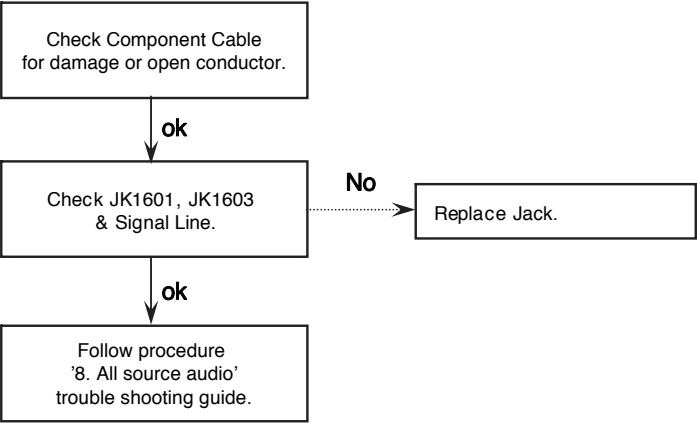 Check Component Cable
for damage or open conductor.
ok
Check JK1601, JK1603
& Signal Line.
No
Replace Jack.
ok
Follow procedure
’8. All source audio’
trouble shooting guide.